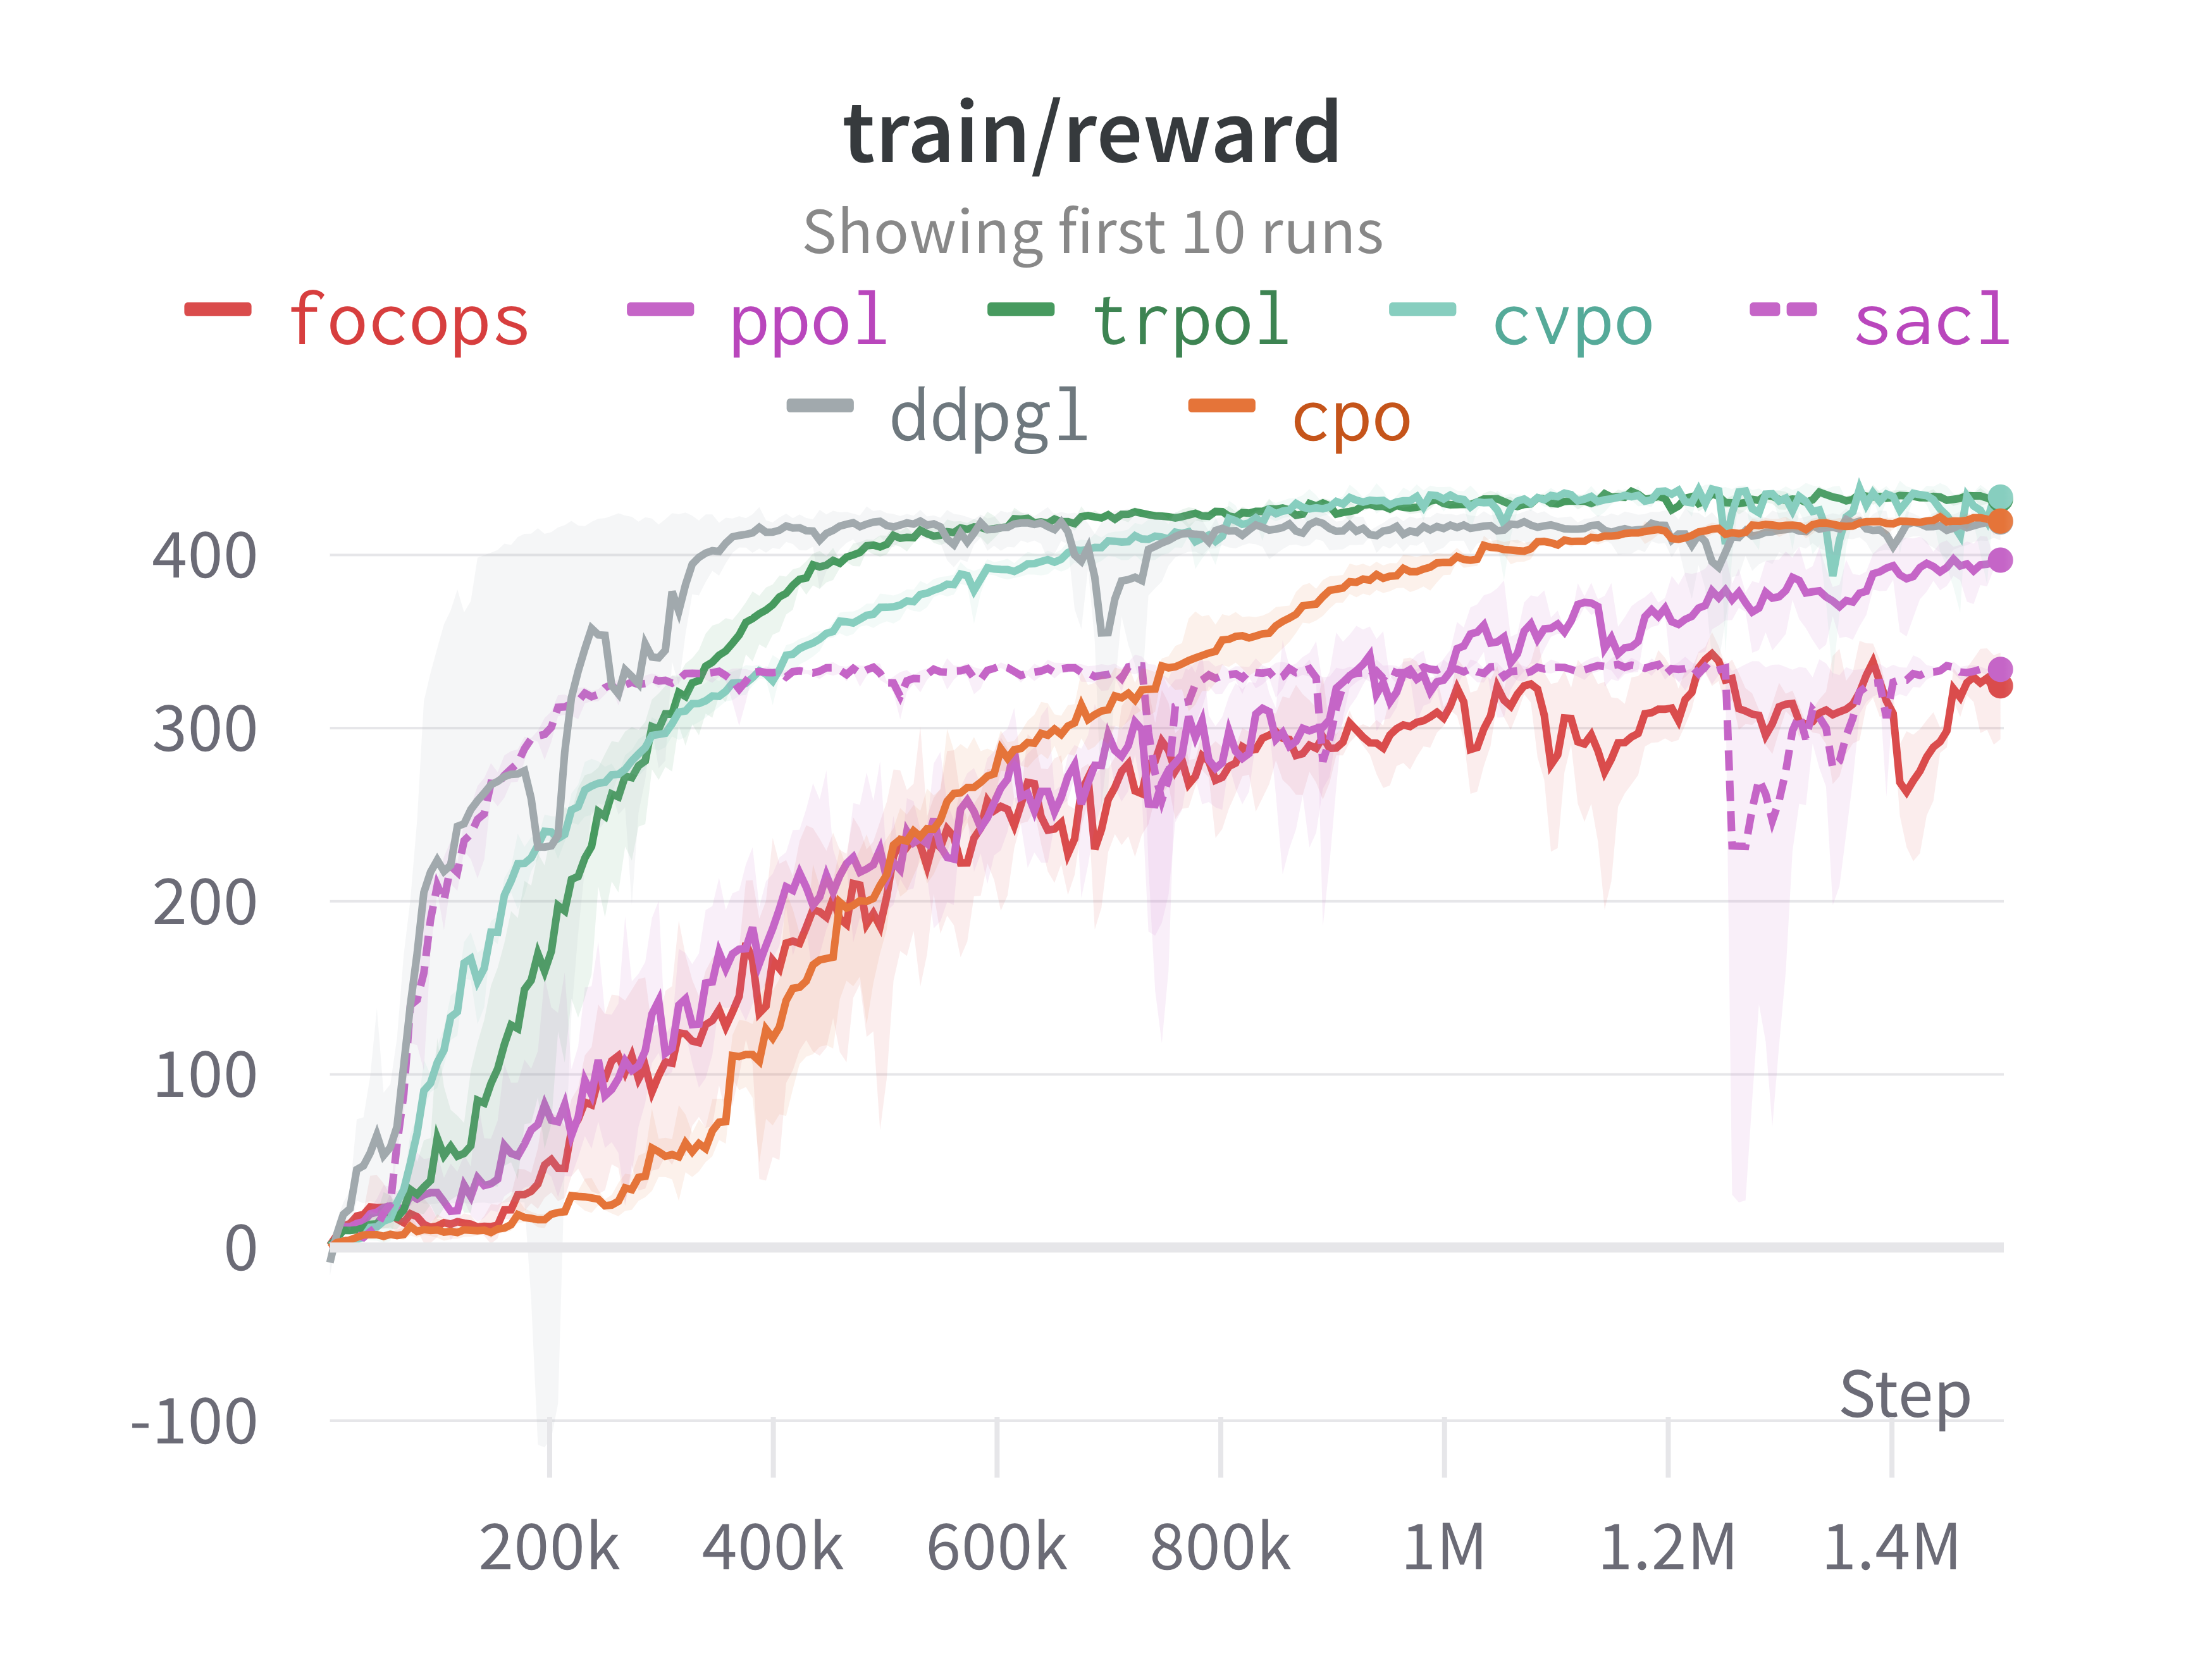 train/reward
Showing first 10 runs
focops ppol trpol cvpo sacl
ddpgl cpo
400
300
200
100
0
-100
Step
200k 400k 600k 800k 1M 1.2M 1.4M